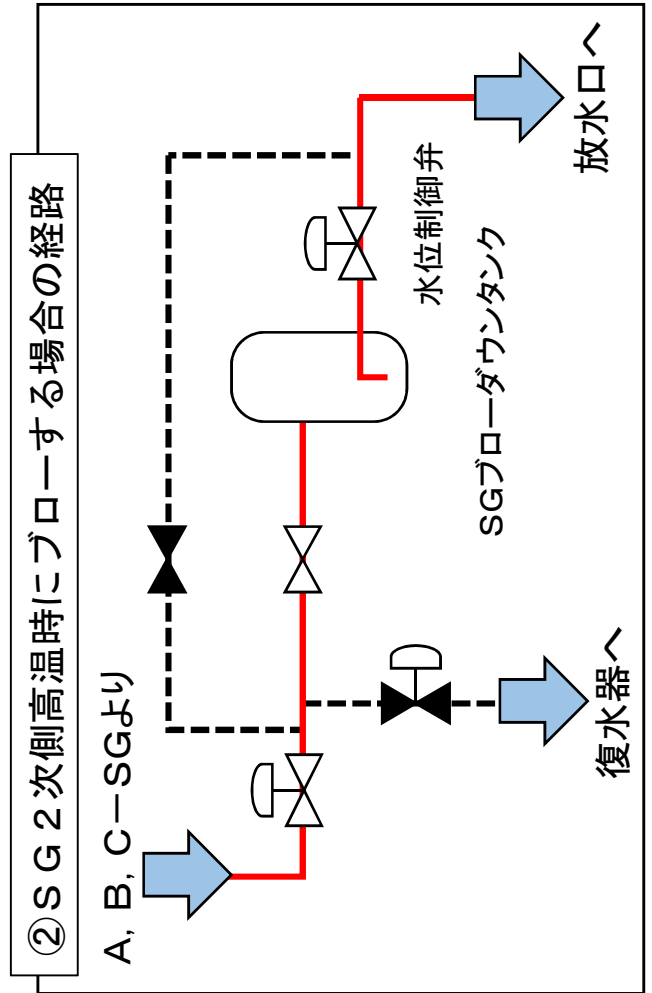 ②ＳＧ２次側高温時にブローする場合の経路
A, B, C－SGより
水位制御弁
SGブローダウンタンク
復水器へ
放水口へ